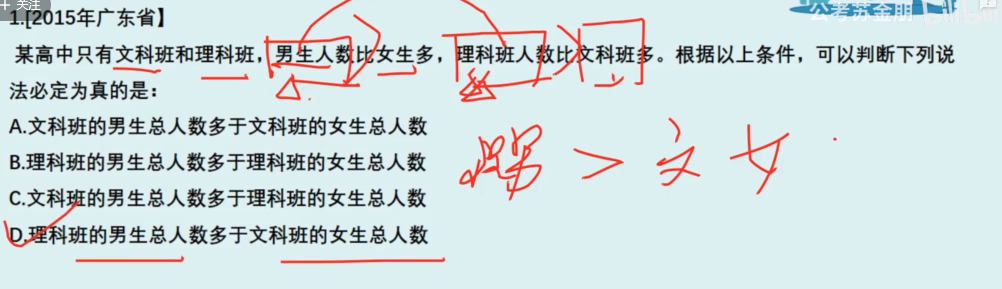 关注
1.[2015年广东省】
公考苏金朋 bilibili
某高中只有文科班和理科班，男生人数比女生多，理科班人数比文科班多。根据以上条件，可以判断下列说
法必定为真的是：
A.文科班的男生总人数多于文科班的女生总人数
B.理科班的男生总人数多于理科班的女生总人数
C.文科班的男生总人数多于理科班的女生总人数
D.理科班的男生总人数多于文科班的女生总人数
男 > 文女